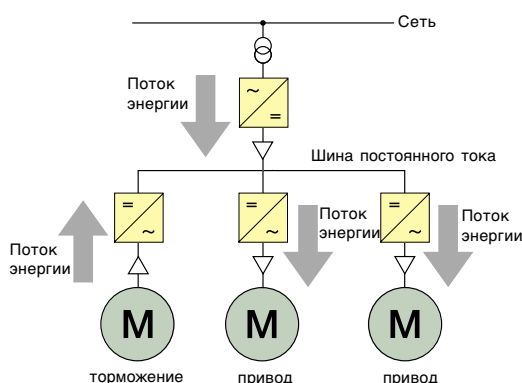 Сеть
Поток
энергии
~
=
Шина постоянного тока
=
~
=
~
=
~
Поток
энергии
Поток
энергии
Поток
энергии
M
M
M
торможение
привод
привод